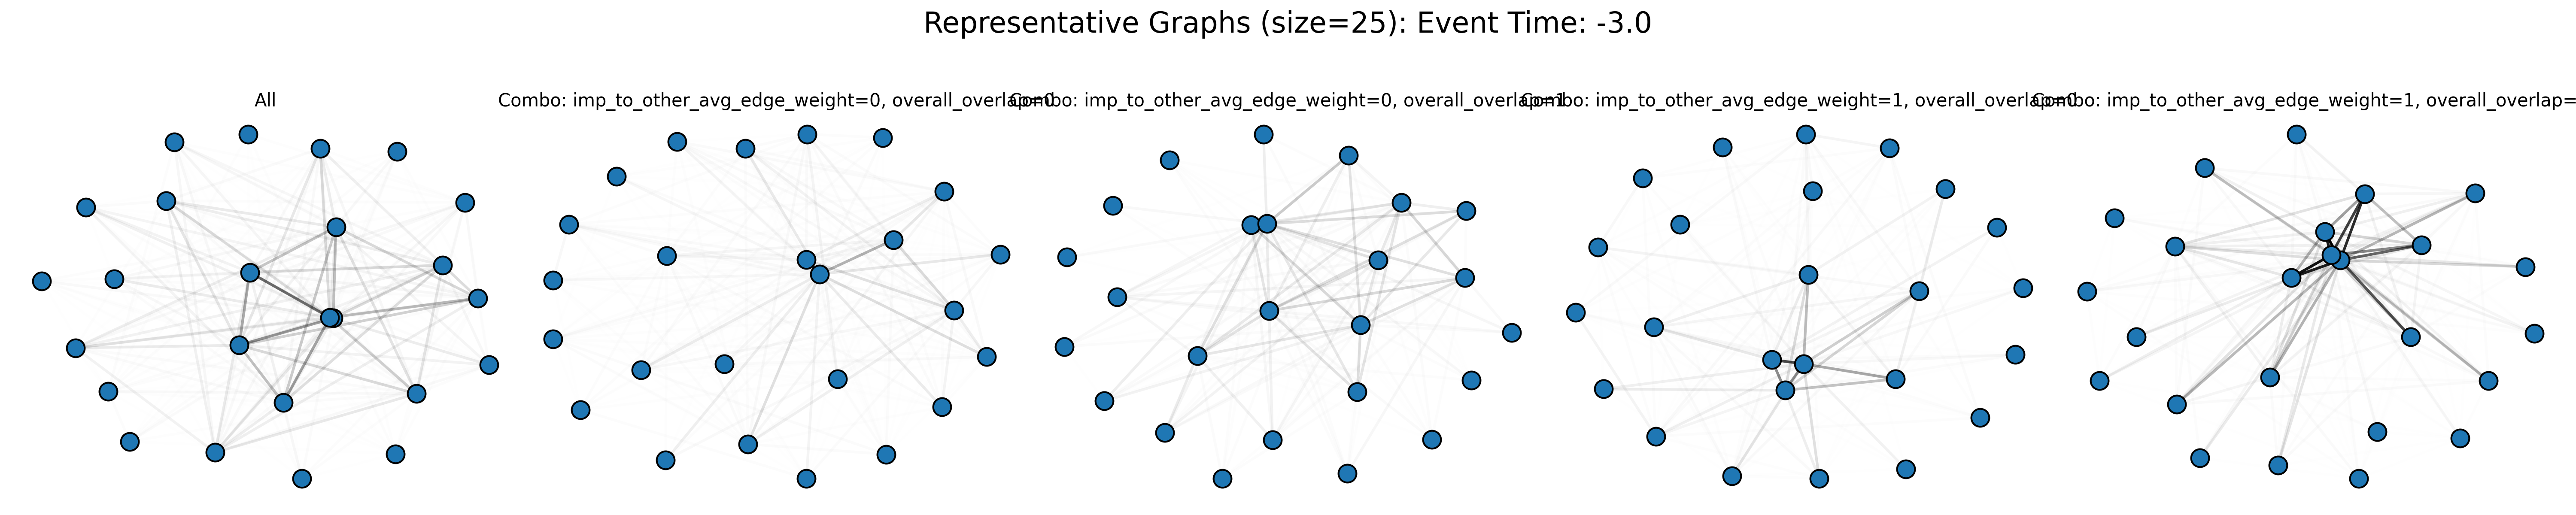 Representative Graphs (size=25): Event Time: -3.0
All
Combo: imp_to_other_avg_edge_weight=0, overall_overlap=0
Combo: imp_to_other_avg_edge_weight=0, overall_overlap=1
Combo: imp_to_other_avg_edge_weight=1, overall_overlap=0
Combo: imp_to_other_avg_edge_weight=1, overall_overlap=